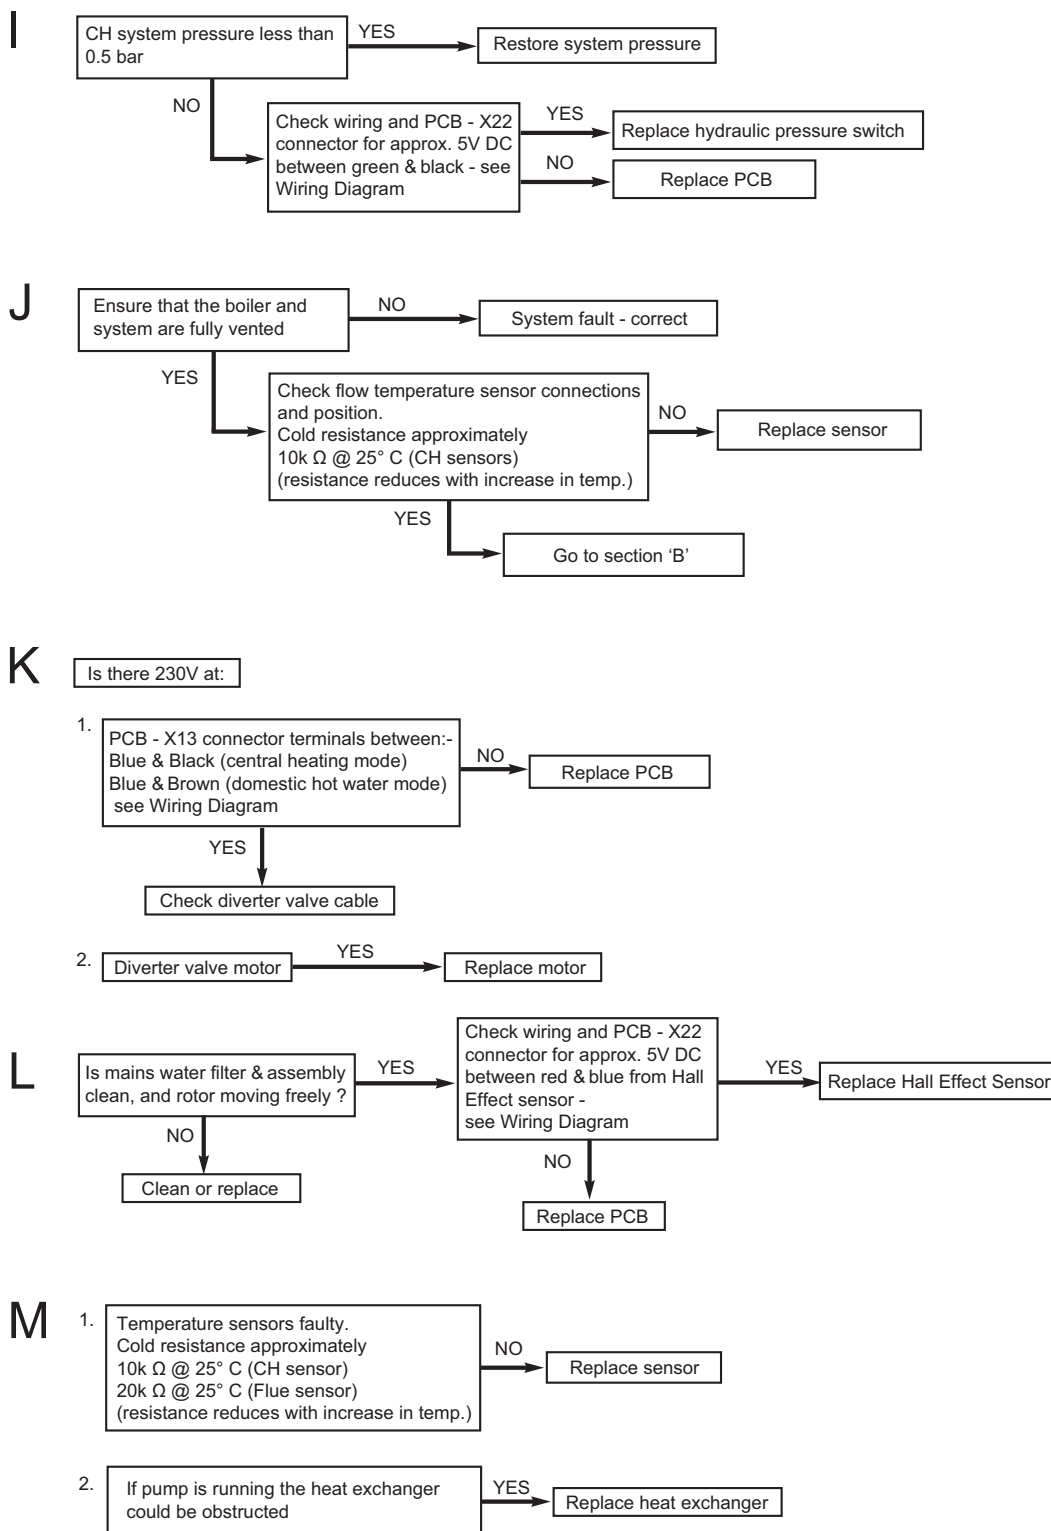 I
CH system pressure less than
0.5 bar
YES
Restore system pressure
NO
Check wiring and PCB - X22
connector for approx. 5V DC
between green & black - see
Wiring Diagram
YES
Replace hydraulic pressure switch
NO
Replace PCB
J
Ensure that the boiler and
system are fully vented
NO
System fault - correct
YES
Check flow temperature sensor connections
and position.
Cold resistance approximately
10k Ω @ 25° C (CH sensors)
(resistance reduces with increase in temp.)
NO
Replace sensor
YES
Go to section ‘B’
K
Is there 230V at:
1.
PCB - X13 connector terminals between:-
Blue & Black (central heating mode)
Blue & Brown (domestic hot water mode)
see Wiring Diagram
NO
Replace PCB
YES
Check diverter valve cable
2.
Diverter valve motor
YES
Replace motor
L
Is mains water filter & assembly
clean, and rotor moving freely ?
YES
Check wiring and PCB - X22
connector for approx. 5V DC
between red & blue from Hall
Effect sensor -
see Wiring Diagram
YES
Replace Hall Effect Sensor
NO
Clean or replace
NO
Replace PCB
M
1.
Temperature sensors faulty.
Cold resistance approximately
10k Ω @ 25° C (CH sensor)
20k Ω @ 25° C (Flue sensor)
(resistance reduces with increase in temp.)
NO
Replace sensor
2.
If pump is running the heat exchanger
could be obstructed
YES
Replace heat exchanger